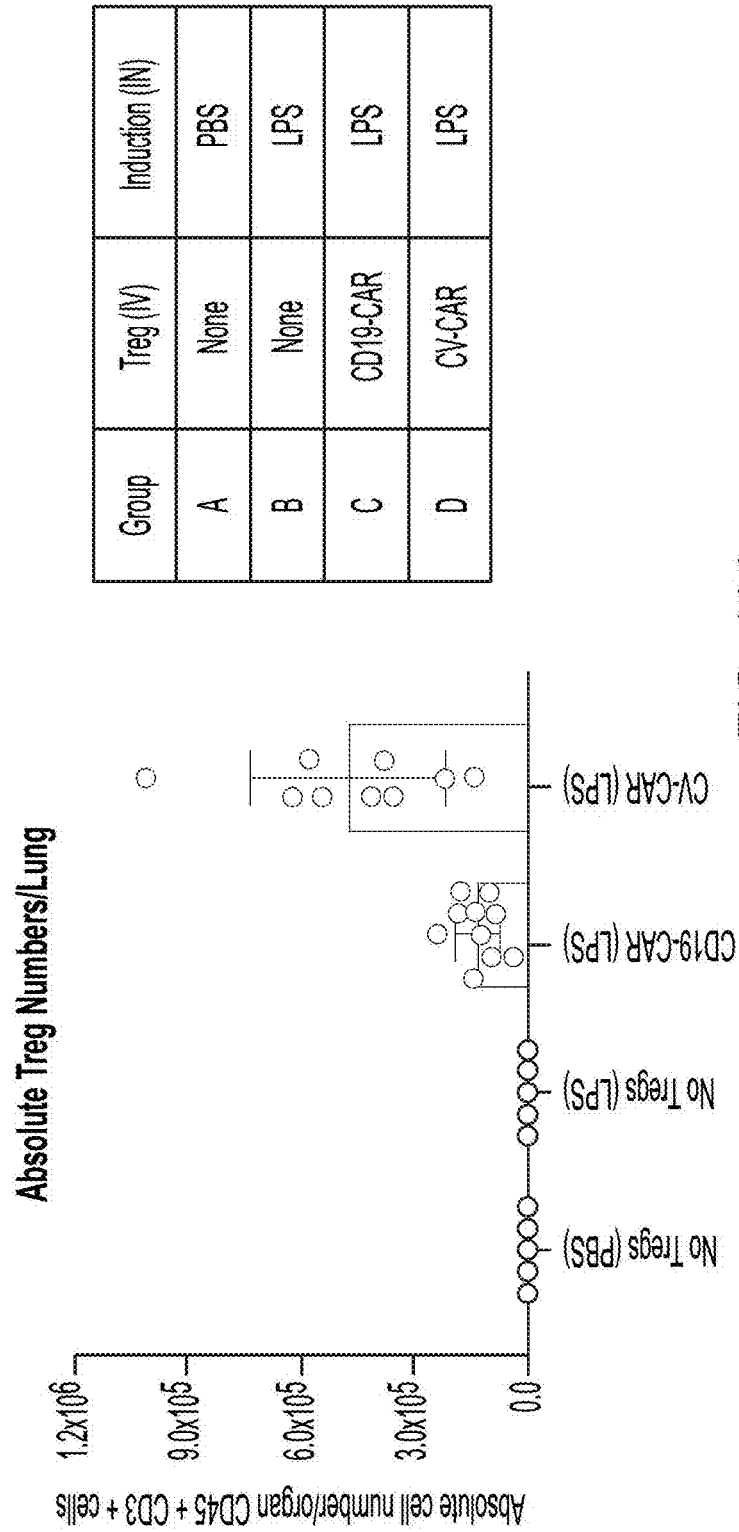 Absolute Treg Numbers/Lung
Absolute cell number/organ CD45 + CD3 + cells
1.2x10⁶
9.0x10⁵
6.0x10⁵
3.0x10⁵
0.0
No Tregs (PBS)
No Tregs (LPS)
CD19-CAR (LPS)
CV-CAR (LPS)
Group Treg (IV) Induction (IN)
A None PBS
B None LPS
C CD19-CAR LPS
D CV-CAR LPS